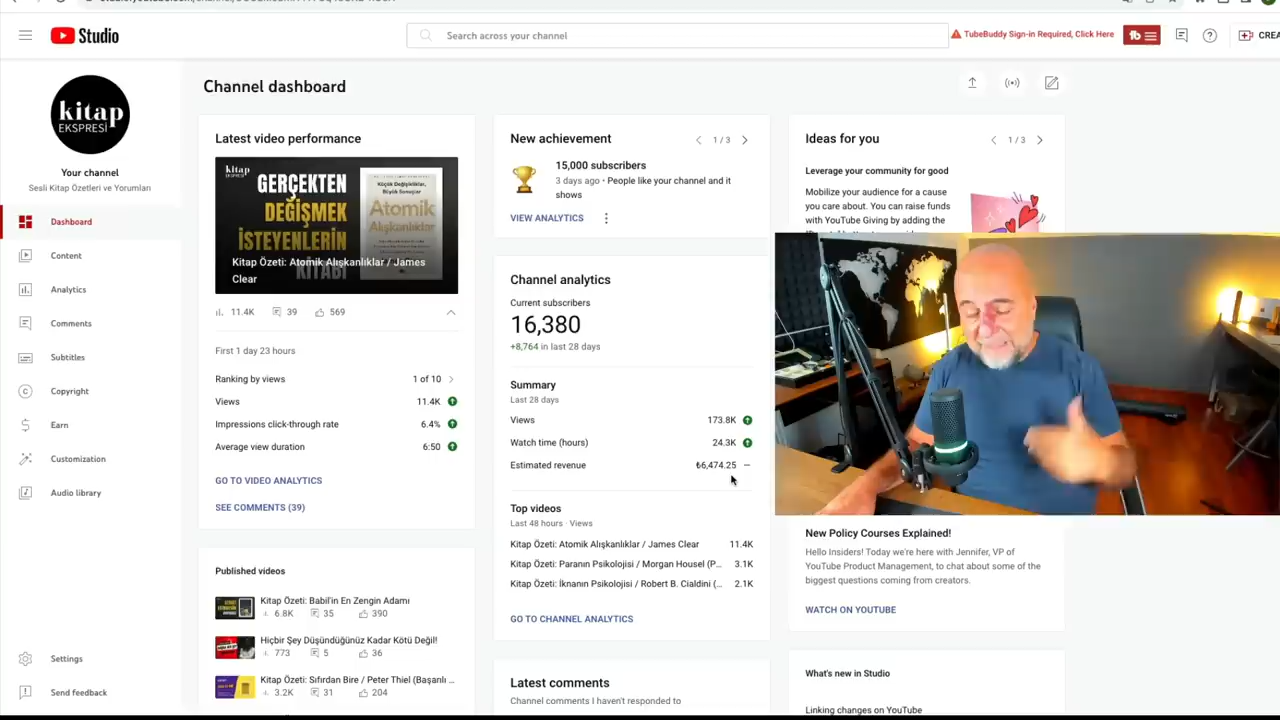 Studio
Search across your channel
TubeBuddy Sign-in Required, Click Here
CREA
kitap
EKSPRESİ
Your channel
Sesli Kitap Özetleri ve Yorumları
Dashboard
Content
Analytics
Comments
Subtitles
Copyright
Earn
Customization
Audio library
Settings
Send feedback
Channel dashboard
Latest video performance
kitap
GERÇEKTEN
DEĞİŞMEK
İSTEYENLERİN
KİTABI
Küçük Değişiklikler,
Büyük Sonuçlar
Atomik
Alışkanlıklar
Kitap Özeti: Atomik Alışkanlıklar / James
Clear
11.4K 39 569
First 1 day 23 hours
Ranking by views 1 of 10
Views 11.4K
Impressions click-through rate 6.4%
Average view duration 6:50
GO TO VIDEO ANALYTICS
SEE COMMENTS (39)
Published videos
Kitap Özeti: Babil'in En Zengin Adamı
6.8K 35 390
Hiçbir Şey Düşündüğünüz Kadar Kötü Değil!
773 5 36
Kitap Özeti: Sıfırdan Bire / Peter Thiel (Başarılı ...
3.2K 31 204
New achievement
1 / 3
15,000 subscribers
3 days ago • People like your channel and it
shows
VIEW ANALYTICS
Channel analytics
Current subscribers
16,380
+8,764 in last 28 days
Summary
Last 28 days
Views 173.8K
Watch time (hours) 24.3K
Estimated revenue ₺6,474.25 —
Top videos
Last 48 hours · Views
Kitap Özeti: Atomik Alışkanlıklar / James Clear 11.4K
Kitap Özeti: Paranın Psikolojisi / Morgan Housel (P... 3.1K
Kitap Özeti: İknanın Psikolojisi / Robert B. Cialdini (... 2.1K
GO TO CHANNEL ANALYTICS
Latest comments
Channel comments I haven't responded to
Ideas for you
1 / 3
Leverage your community for good
Mobilize your audience for a cause
you care about. You can raise funds
with YouTube Giving by adding the
New Policy Courses Explained!
Hello Insiders! Today we're here with Jennifer, VP of
YouTube Product Management, to chat about some of the
biggest questions coming from creators.
WATCH ON YOUTUBE
What's new in Studio
Linking changes on YouTube